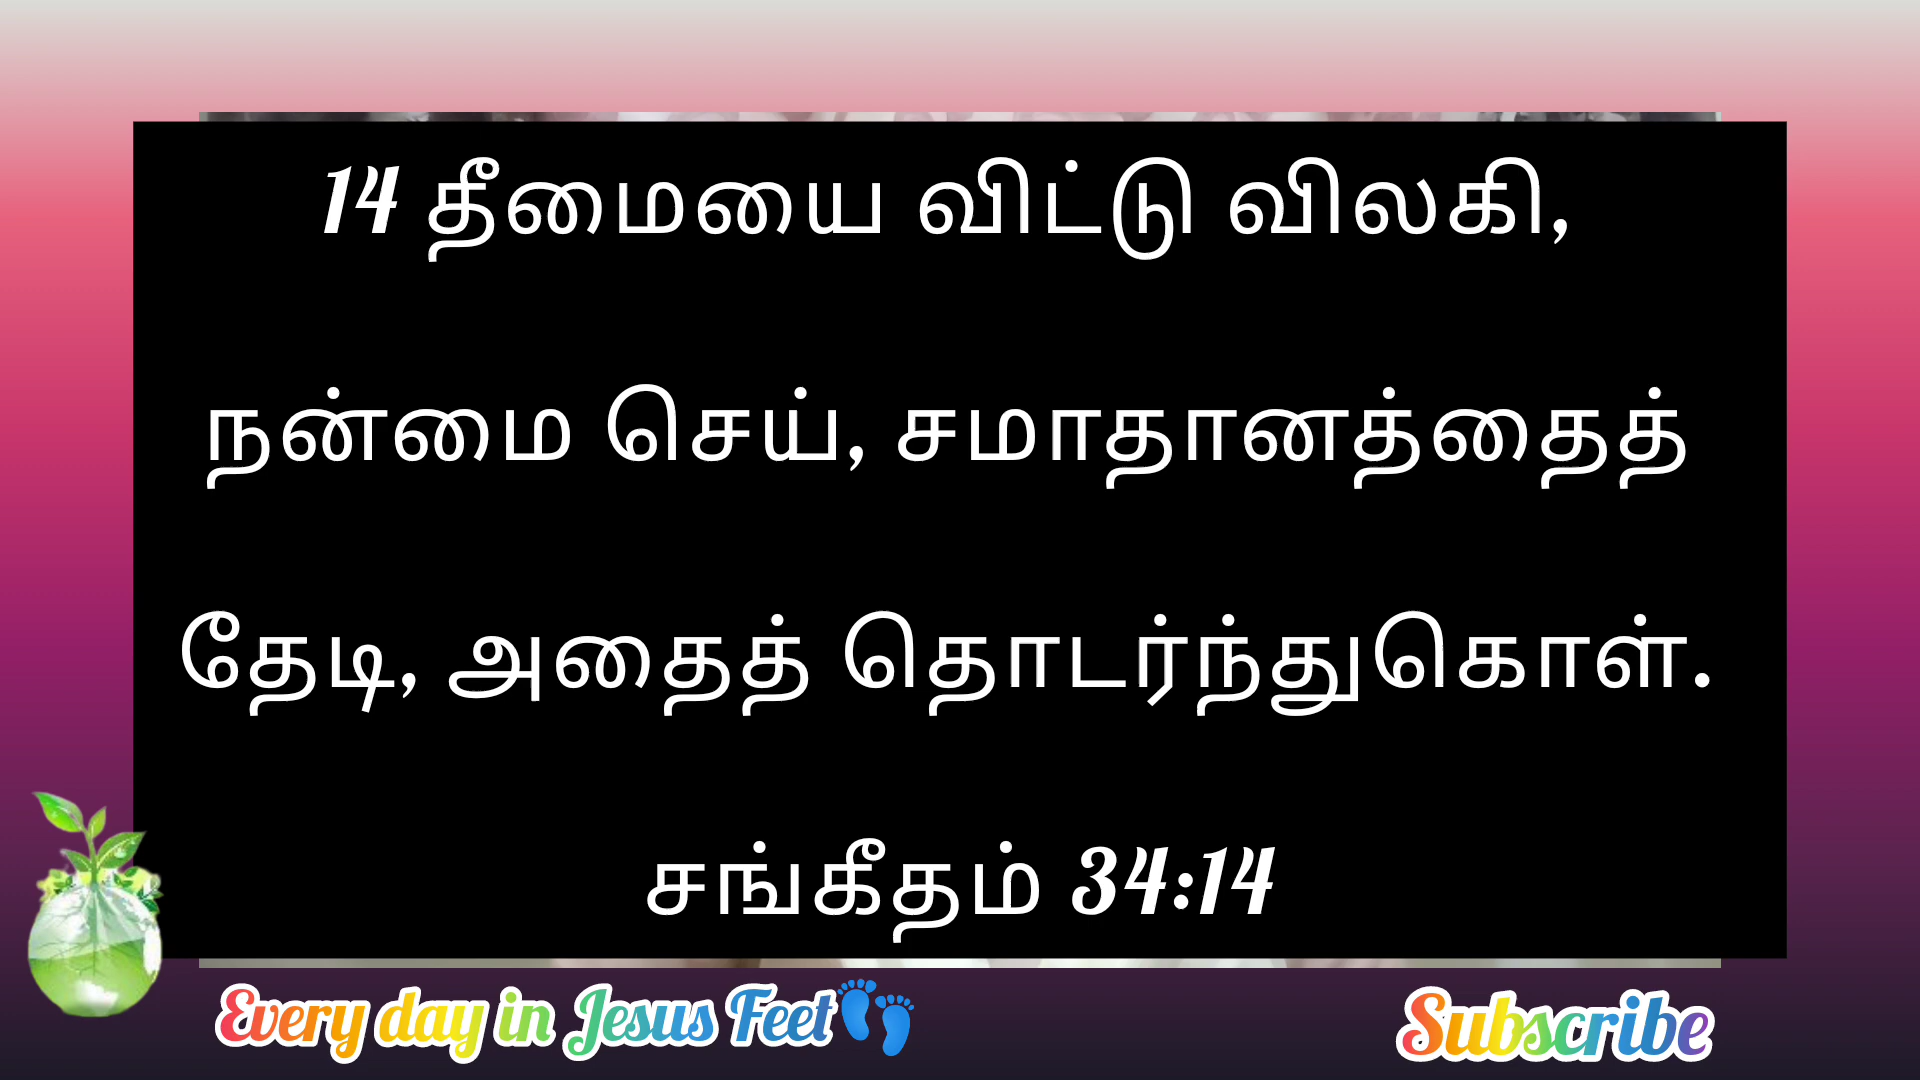 14 தீமையை விட்டு விலகி,
நன்மை செய், சமாதானத்தைத்
தேடி, அதைத் தொடர்ந்துகொள்.
சங்கீதம் 34:14
Every day in Jesus Feet
Subscribe